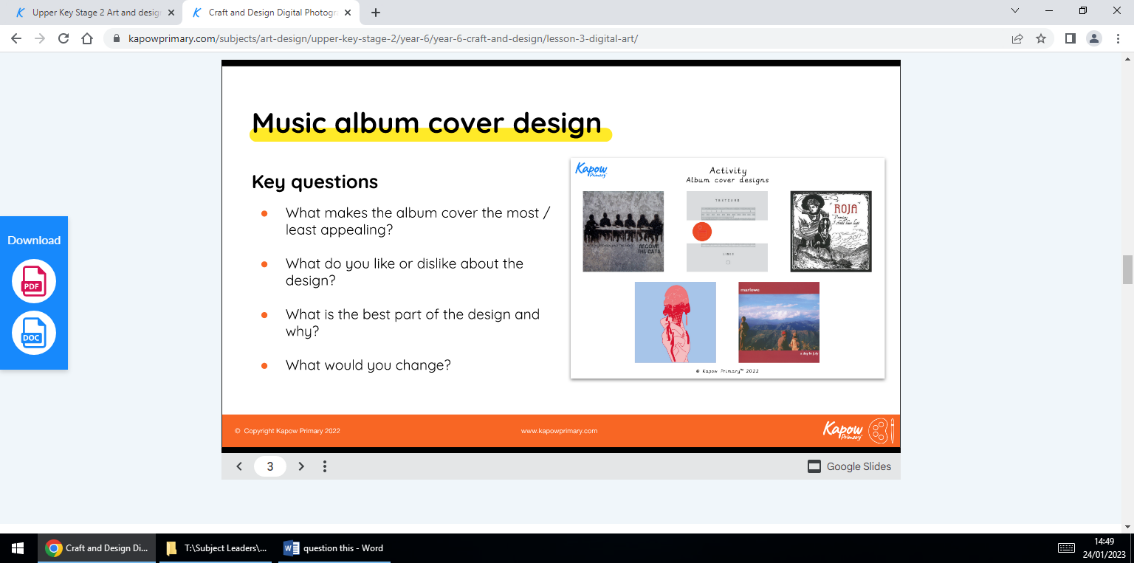 Upper Key Stage 2 Art and desig
Craft and Design Digital Photogr
kapowprimary.com/subjects/art-design/upper-key-stage-2/year-6/year-6-craft-and-design/lesson-3-digital-art/
Music album cover design
Key questions
What makes the album cover the most /
least appealing?
What do you like or dislike about the
design?
What is the best part of the design and
why?
What would you change?
Kapow
Primary
Activity
Album cover designs
ROJA
© Kapow Primary™ 2022
Download
PDF
DOC
© Copyright Kapow Primary 2022
www.kapowprimary.com
Kapow
Primary
3
Google Slides
Craft and Design Di...
T:\Subject Leaders\...
question this - Word
14:49
24/01/2023